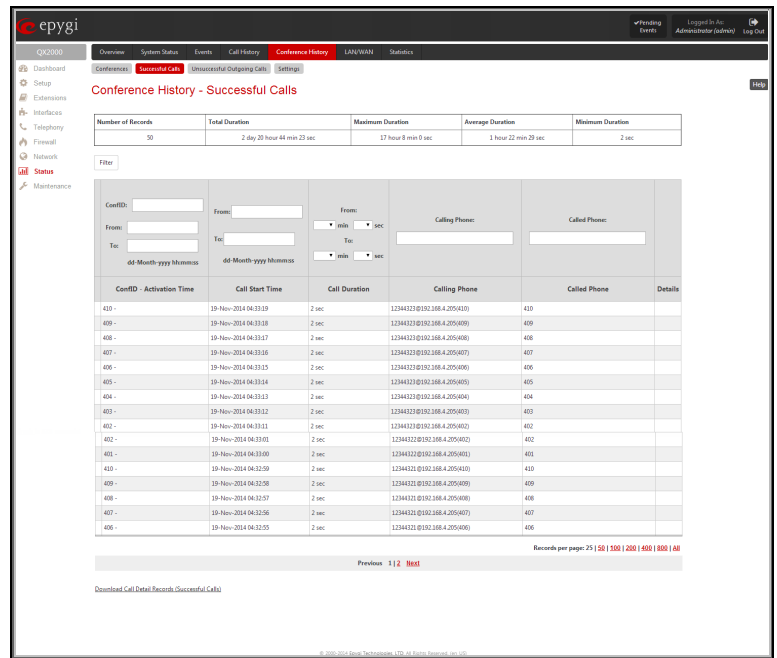 epygi
Pending Events
Logged In As: Administrator (admin)
Log Out
QX2000
Overview System Status Events Call History Conference History LAN/WAN Statistics
Dashboard
Setup
Extensions
Interfaces
Telephony
Firewall
Network
Status
Maintenance
Conferences Successful Calls Unsuccessful Outgoing Calls Settings
Help
Conference History - Successful Calls
Number of Records Total Duration Maximum Duration Average Duration Minimum Duration
50 2 day 20 hour 44 min 23 sec 17 hour 8 min 0 sec 1 hour 22 min 29 sec 2 sec
Filter
ConfID:
From:
To:
dd-Month-yyyy hh:mm:ss
From:
To:
dd-Month-yyyy hh:mm:ss
From:
min sec
To:
min sec
Calling Phone:
Called Phone:
ConfID - Activation Time Call Start Time Call Duration Calling Phone Called Phone Details
410 - 19-Nov-2014 04:33:19 2 sec 12344323@192.168.4.205(410) 410
409 - 19-Nov-2014 04:33:18 2 sec 12344323@192.168.4.205(409) 409
408 - 19-Nov-2014 04:33:17 2 sec 12344323@192.168.4.205(408) 408
407 - 19-Nov-2014 04:33:16 2 sec 12344323@192.168.4.205(407) 407
406 - 19-Nov-2014 04:33:15 2 sec 12344323@192.168.4.205(406) 406
405 - 19-Nov-2014 04:33:14 2 sec 12344323@192.168.4.205(405) 405
404 - 19-Nov-2014 04:33:13 2 sec 12344323@192.168.4.205(404) 404
403 - 19-Nov-2014 04:33:12 2 sec 12344323@192.168.4.205(403) 403
402 - 19-Nov-2014 04:33:11 2 sec 12344323@192.168.4.205(402) 402
402 - 19-Nov-2014 04:33:01 2 sec 12344322@192.168.4.205(402) 402
401 - 19-Nov-2014 04:33:00 2 sec 12344322@192.168.4.205(401) 401
410 - 19-Nov-2014 04:32:59 2 sec 12344321@192.168.4.205(410) 410
409 - 19-Nov-2014 04:32:58 2 sec 12344321@192.168.4.205(409) 409
408 - 19-Nov-2014 04:32:57 2 sec 12344321@192.168.4.205(408) 408
407 - 19-Nov-2014 04:32:56 2 sec 12344321@192.168.4.205(407) 407
406 - 19-Nov-2014 04:32:55 2 sec 12344321@192.168.4.205(406) 406
Records per page: 25 | 50 | 100 | 200 | 400 | 800 | All
Previous 1 | 2 Next
Download Call Detail Records (Successful Calls)
© 2000-2014 Epygi Technologies, LTD. All Rights Reserved. (en_US)